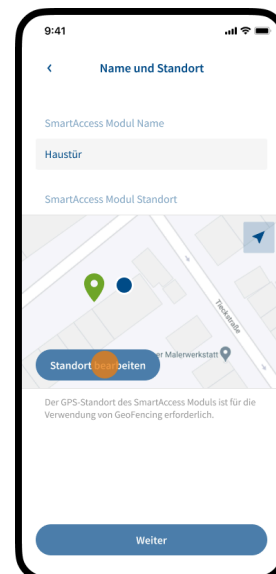 9:41
Name und Standort
SmartAccess Modul Name
Haustür
SmartAccess Modul Standort
Tieckstraße
er Malerwerkstatt
Standort bearbeiten
Der GPS-Standort des SmartAccess Moduls ist für die
Verwendung von GeoFencing erforderlich.
Weiter